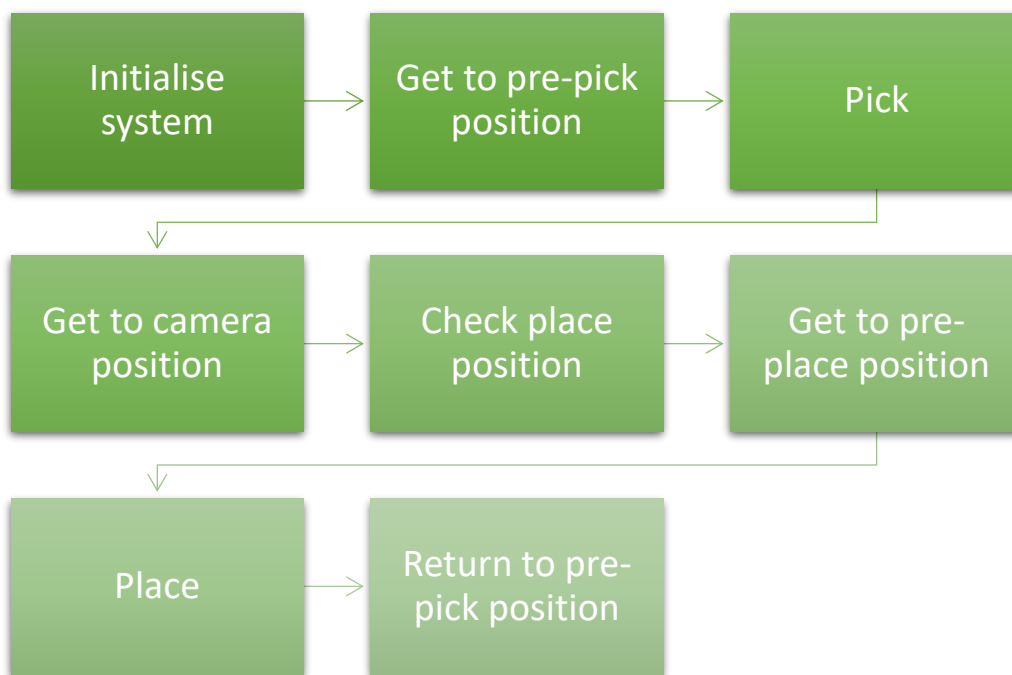 Initialise
system
Get to pre-pick
position
Pick
Get to camera
position
Check place
position
Get to pre-
place position
Place
Return to pre-
pick position